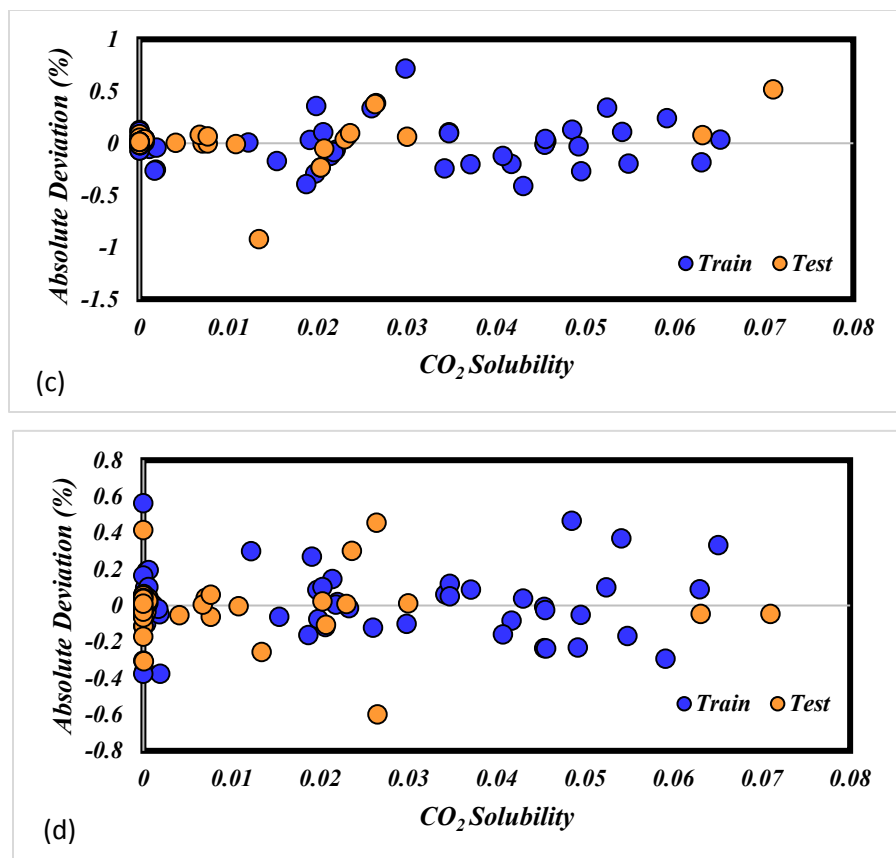 1
0.5
0
-0.5
-1
-1.5
Absolute Deviation (%)
Train Test
0 0.01 0.02 0.03 0.04 0.05 0.06 0.07 0.08
CO2 Solubility
(c)
0.8
0.6
0.4
0.2
0
-0.2
-0.4
-0.6
-0.8
Absolute Deviation (%)
Train Test
0 0.01 0.02 0.03 0.04 0.05 0.06 0.07 0.08
CO2 Solubility
(d)